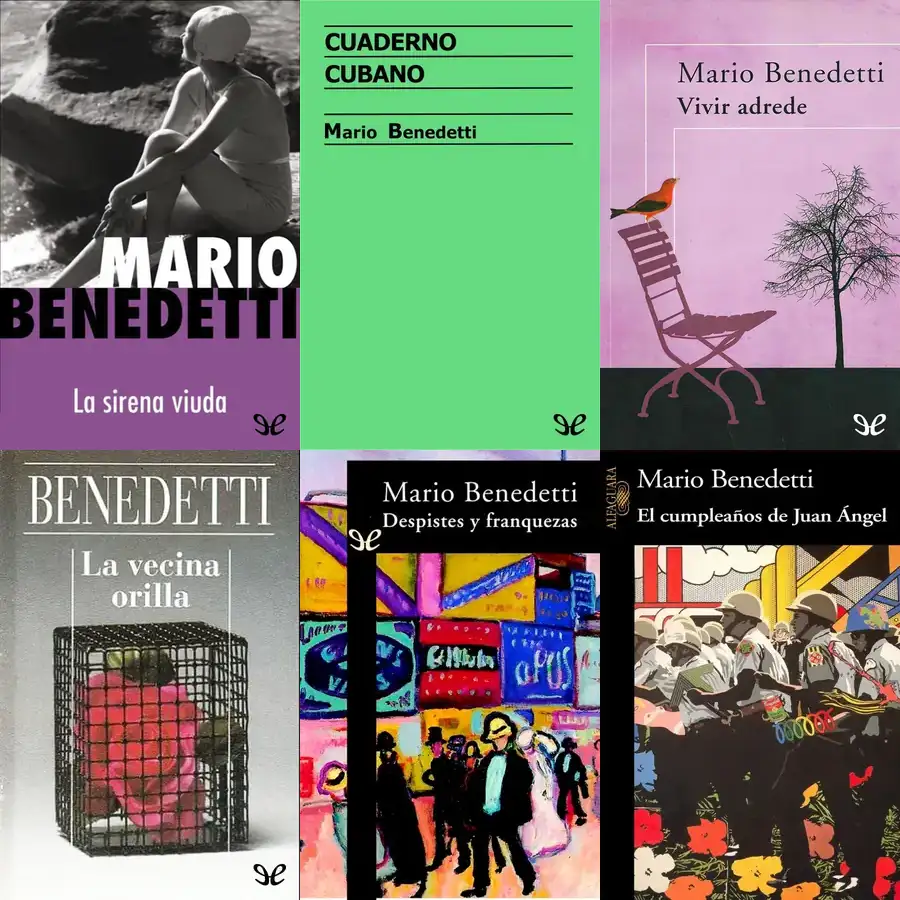 MARIO
BENEDETTI
La sirena viuda
CUADERNO
CUBANO
Mario Benedetti
Mario Benedetti
Vivir adrede
BENEDETTI
La vecina
orilla
Mario Benedetti
Despistes y franquezas
ALFAGUARA
Mario Benedetti
El cumpleaños de Juan Ángel